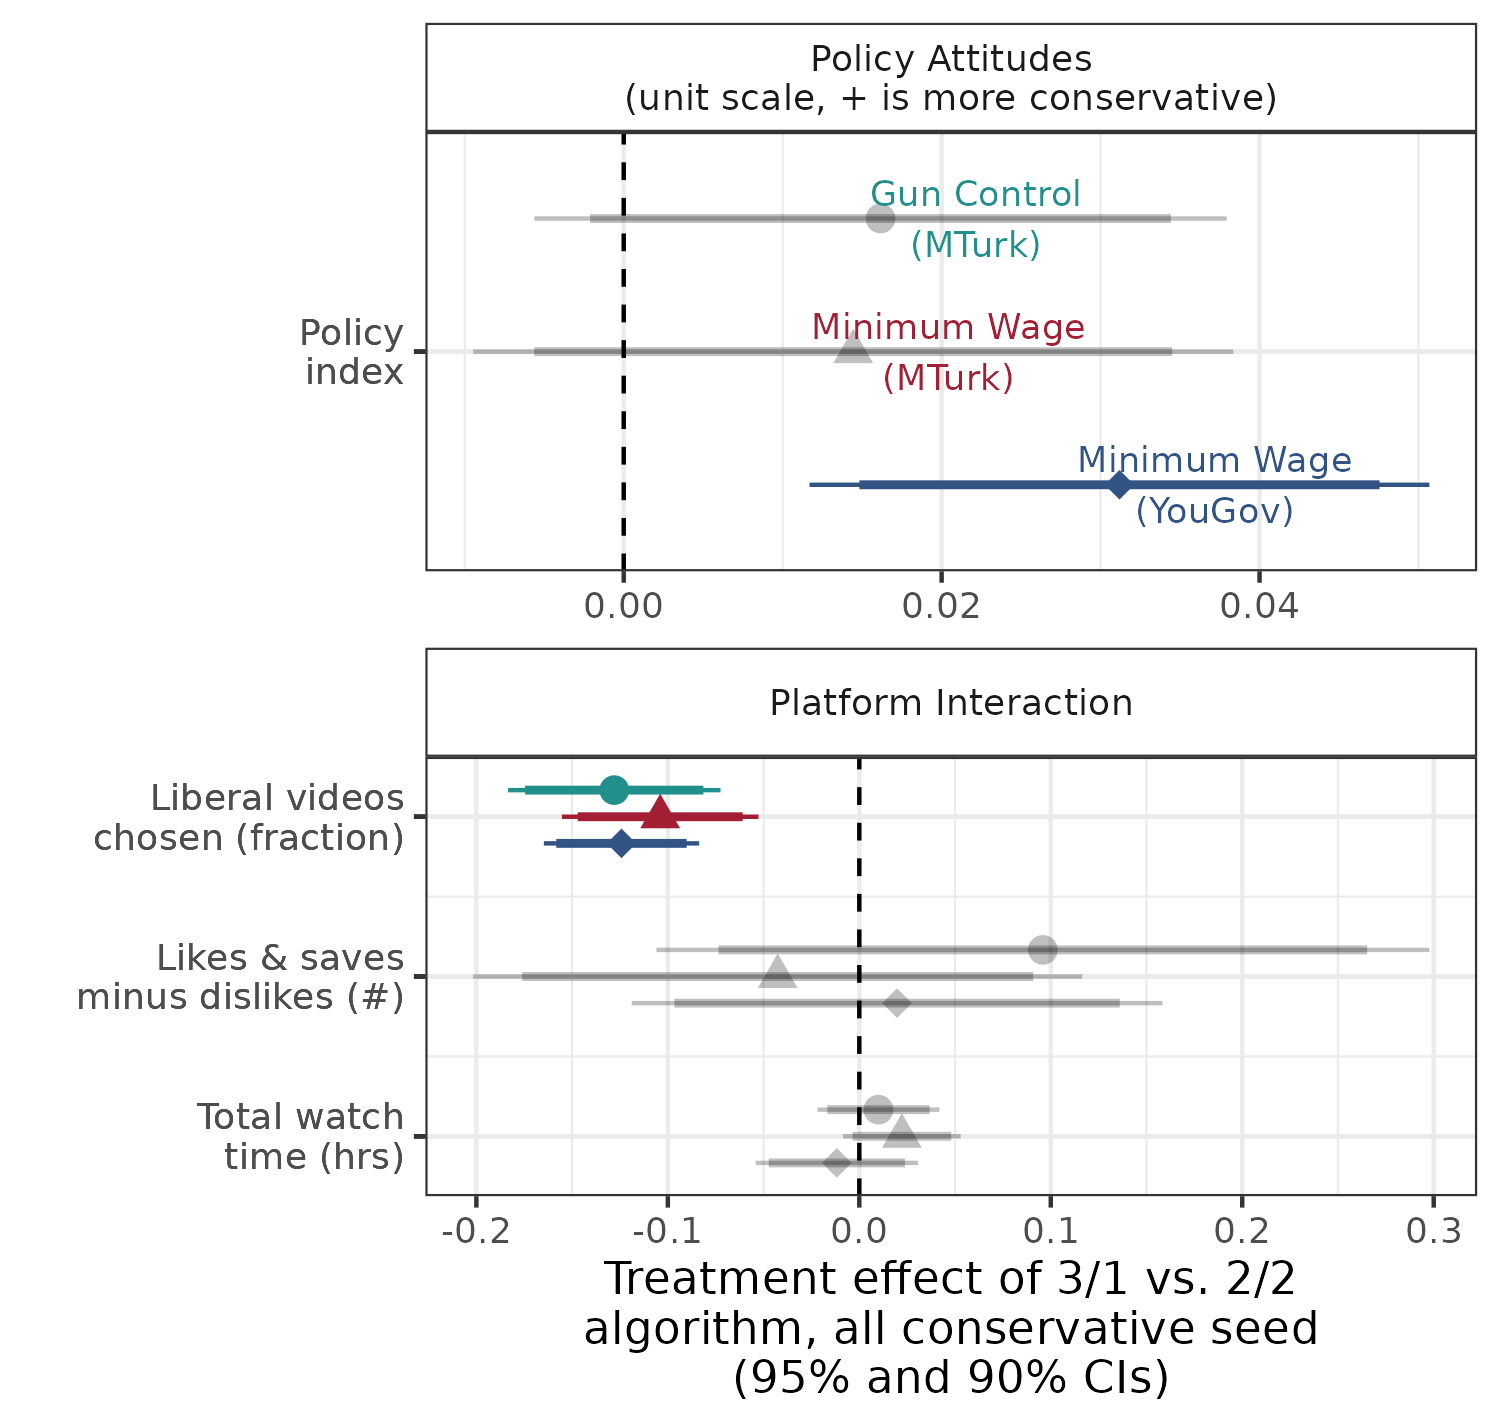 Policy Attitudes
(unit scale, + is more conservative)
Gun Control
(MTurk)
Minimum Wage
(MTurk)
Minimum Wage
(YouGov)
Policy
index
0.00 0.02 0.04
Platform Interaction
Liberal videos
chosen (fraction)
Likes & saves
minus dislikes (#)
Total watch
time (hrs)
-0.2 -0.1 0.0 0.1 0.2 0.3
Treatment effect of 3/1 vs. 2/2
algorithm, all conservative seed
(95% and 90% CIs)